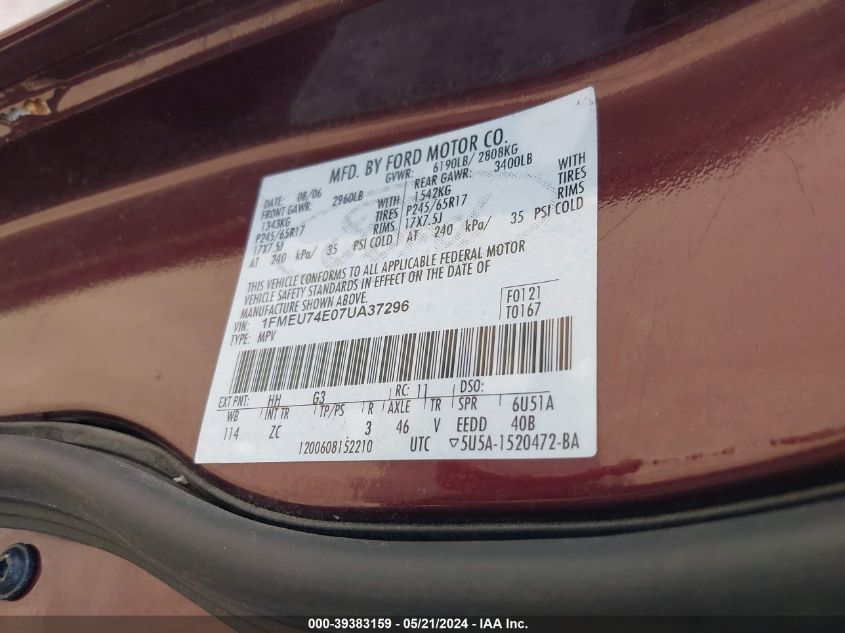 MFD. BY FORD MOTOR CO.
DATE: 08/06 GVWR: 6190LB/ 2808KG
FRONT GAWR: 2960LB REAR GAWR: 3400LB
1343KG WITH 1542KG WITH
P245/65R17 TIRES P245/65R17 TIRES
17X7.5J RIMS 17X7.5J RIMS
AT 240 kPa/ 35 PSI COLD AT 240 kPa/ 35 PSI COLD
THIS VEHICLE CONFORMS TO ALL APPLICABLE FEDERAL MOTOR
VEHICLE SAFETY STANDARDS IN EFFECT ON THE DATE OF
MANUFACTURE SHOWN ABOVE.
VIN: 1FMEU74E07UA37296 F0121
TYPE: MPV T0167
EXT PNT: HH G3 RC: 11 DSO:
WB INT TR TP/PS R AXLE TR SPR 6U51A
114 ZC 3 46 V EEDD 40B
1200608152210 UTC ▽5U5A-1520472-BA
000-39383159 - 05/21/2024 - IAA Inc.